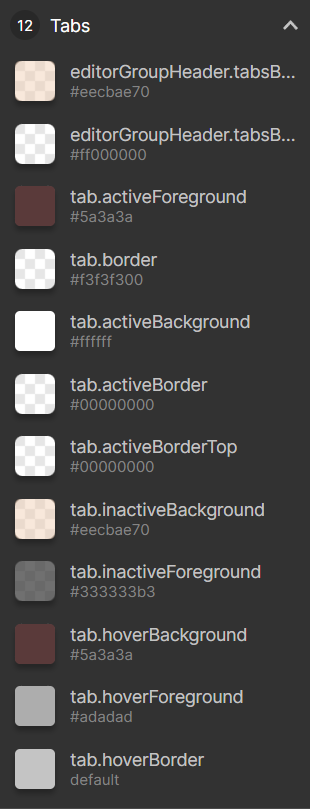 12 Tabs
editorGroupHeader.tabsB...
#eecbae70
editorGroupHeader.tabsB...
#ff000000
tab.activeForeground
#5a3a3a
tab.border
#f3f3f300
tab.activeBackground
#ffffff
tab.activeBorder
#00000000
tab.activeBorderTop
#00000000
tab.inactiveBackground
#eecbae70
tab.inactiveForeground
#333333b3
tab.hoverBackground
#5a3a3a
tab.hoverForeground
#adadad
tab.hoverBorder
default